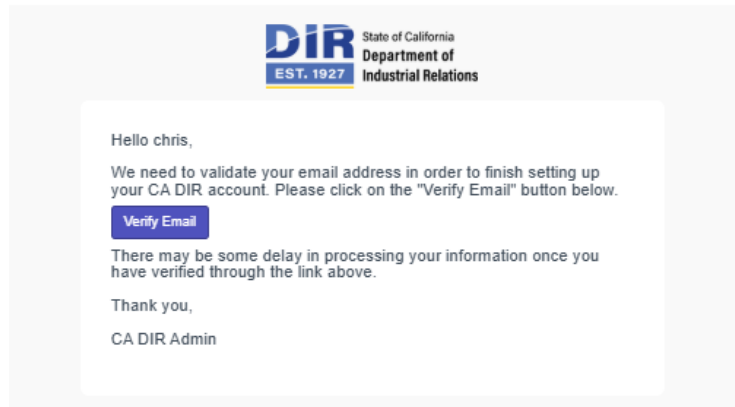 DIR
EST. 1927
State of California
Department of
Industrial Relations
Hello chris,
We need to validate your email address in order to finish setting up
your CA DIR account. Please click on the "Verify Email" button below.
Verify Email
There may be some delay in processing your information once you
have verified through the link above.
Thank you,
CA DIR Admin